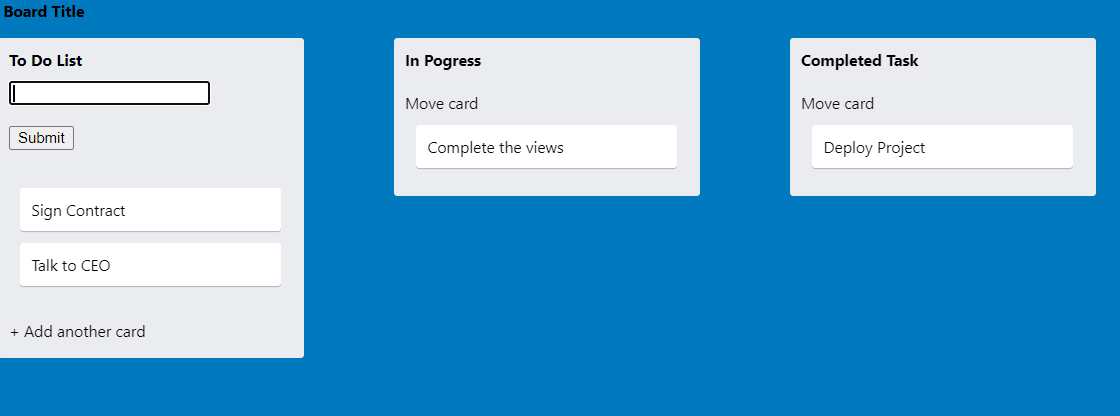 Board Title
To Do List
Submit
Sign Contract
Talk to CEO
+ Add another card
In Pogress
Move card
Complete the views
Completed Task
Move card
Deploy Project